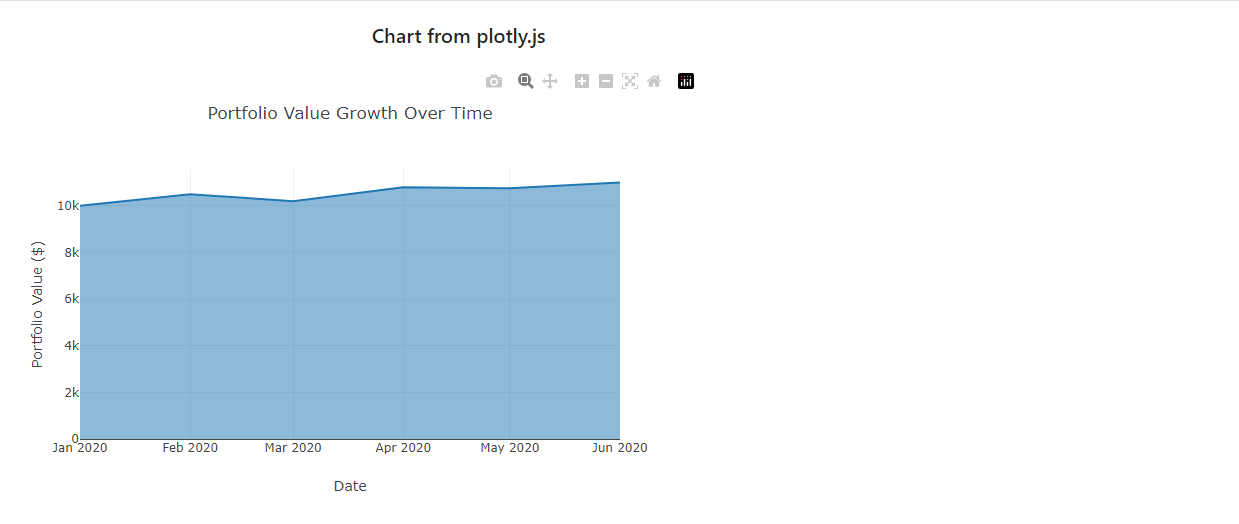 Chart from plotly.js
Portfolio Value Growth Over Time
10k
8k
6k
4k
2k
0
Portfolio Value ($)
Jan 2020 Feb 2020 Mar 2020 Apr 2020 May 2020 Jun 2020
Date